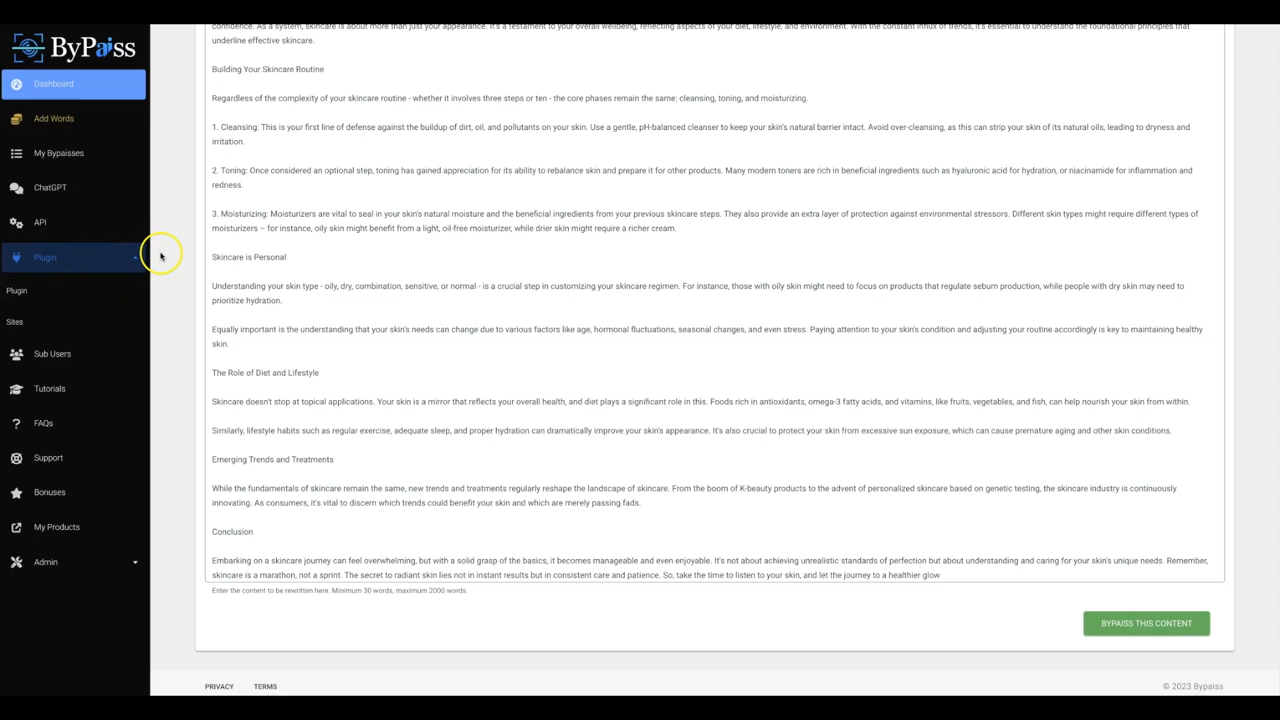 ByPaiss
Dashboard
Add Words
My Bypaisses
ChatGPT
API
Plugin
Plugin
Sites
Sub Users
Tutorials
FAQs
Support
Bonuses
My Products
Admin
confidence. As a system, skincare is about more than just your appearance. It's a testament to your overall wellbeing, reflecting aspects of your diet, lifestyle, and environment. With the constant influx of trends, it's essential to understand the foundational principles that
underline effective skincare.
Building Your Skincare Routine
Regardless of the complexity of your skincare routine - whether it involves three steps or ten - the core phases remain the same: cleansing, toning, and moisturizing.
1. Cleansing: This is your first line of defense against the buildup of dirt, oil, and pollutants on your skin. Use a gentle, pH-balanced cleanser to keep your skin's natural barrier intact. Avoid over-cleansing, as this can strip your skin of its natural oils, leading to dryness and
irritation.
2. Toning: Once considered an optional step, toning has gained appreciation for its ability to rebalance skin and prepare it for other products. Many modern toners are rich in beneficial ingredients such as hyaluronic acid for hydration, or niacinamide for inflammation and
redness.
3. Moisturizing: Moisturizers are vital to seal in your skin's natural moisture and the beneficial ingredients from your previous skincare steps. They also provide an extra layer of protection against environmental stressors. Different skin types might require different types of
moisturizers – for instance, oily skin might benefit from a light, oil-free moisturizer, while drier skin might require a richer cream.
Skincare is Personal
Understanding your skin type - oily, dry, combination, sensitive, or normal - is a crucial step in customizing your skincare regimen. For instance, those with oily skin might need to focus on products that regulate sebum production, while people with dry skin may need to
prioritize hydration.
Equally important is the understanding that your skin's needs can change due to various factors like age, hormonal fluctuations, seasonal changes, and even stress. Paying attention to your skin's condition and adjusting your routine accordingly is key to maintaining healthy
skin.
The Role of Diet and Lifestyle
Skincare doesn't stop at topical applications. Your skin is a mirror that reflects your overall health, and diet plays a significant role in this. Foods rich in antioxidants, omega-3 fatty acids, and vitamins, like fruits, vegetables, and fish, can help nourish your skin from within.
Similarly, lifestyle habits such as regular exercise, adequate sleep, and proper hydration can dramatically improve your skin's appearance. It's also crucial to protect your skin from excessive sun exposure, which can cause premature aging and other skin conditions.
Emerging Trends and Treatments
While the fundamentals of skincare remain the same, new trends and treatments regularly reshape the landscape of skincare. From the boom of K-beauty products to the advent of personalized skincare based on genetic testing, the skincare industry is continuously
innovating. As consumers, it's vital to discern which trends could benefit your skin and which are merely passing fads.
Conclusion
Embarking on a skincare journey can feel overwhelming, but with a solid grasp of the basics, it becomes manageable and even enjoyable. It's not about achieving unrealistic standards of perfection but about understanding and caring for your skin's unique needs. Remember,
skincare is a marathon, not a sprint. The secret to radiant skin lies not in instant results but in consistent care and patience. So, take the time to listen to your skin, and let the journey to a healthier glow
Enter the content to be rewritten here. Minimum 30 words, maximum 2000 words.
BYPAISS THIS CONTENT
PRIVACY TERMS © 2023 Bypaiss